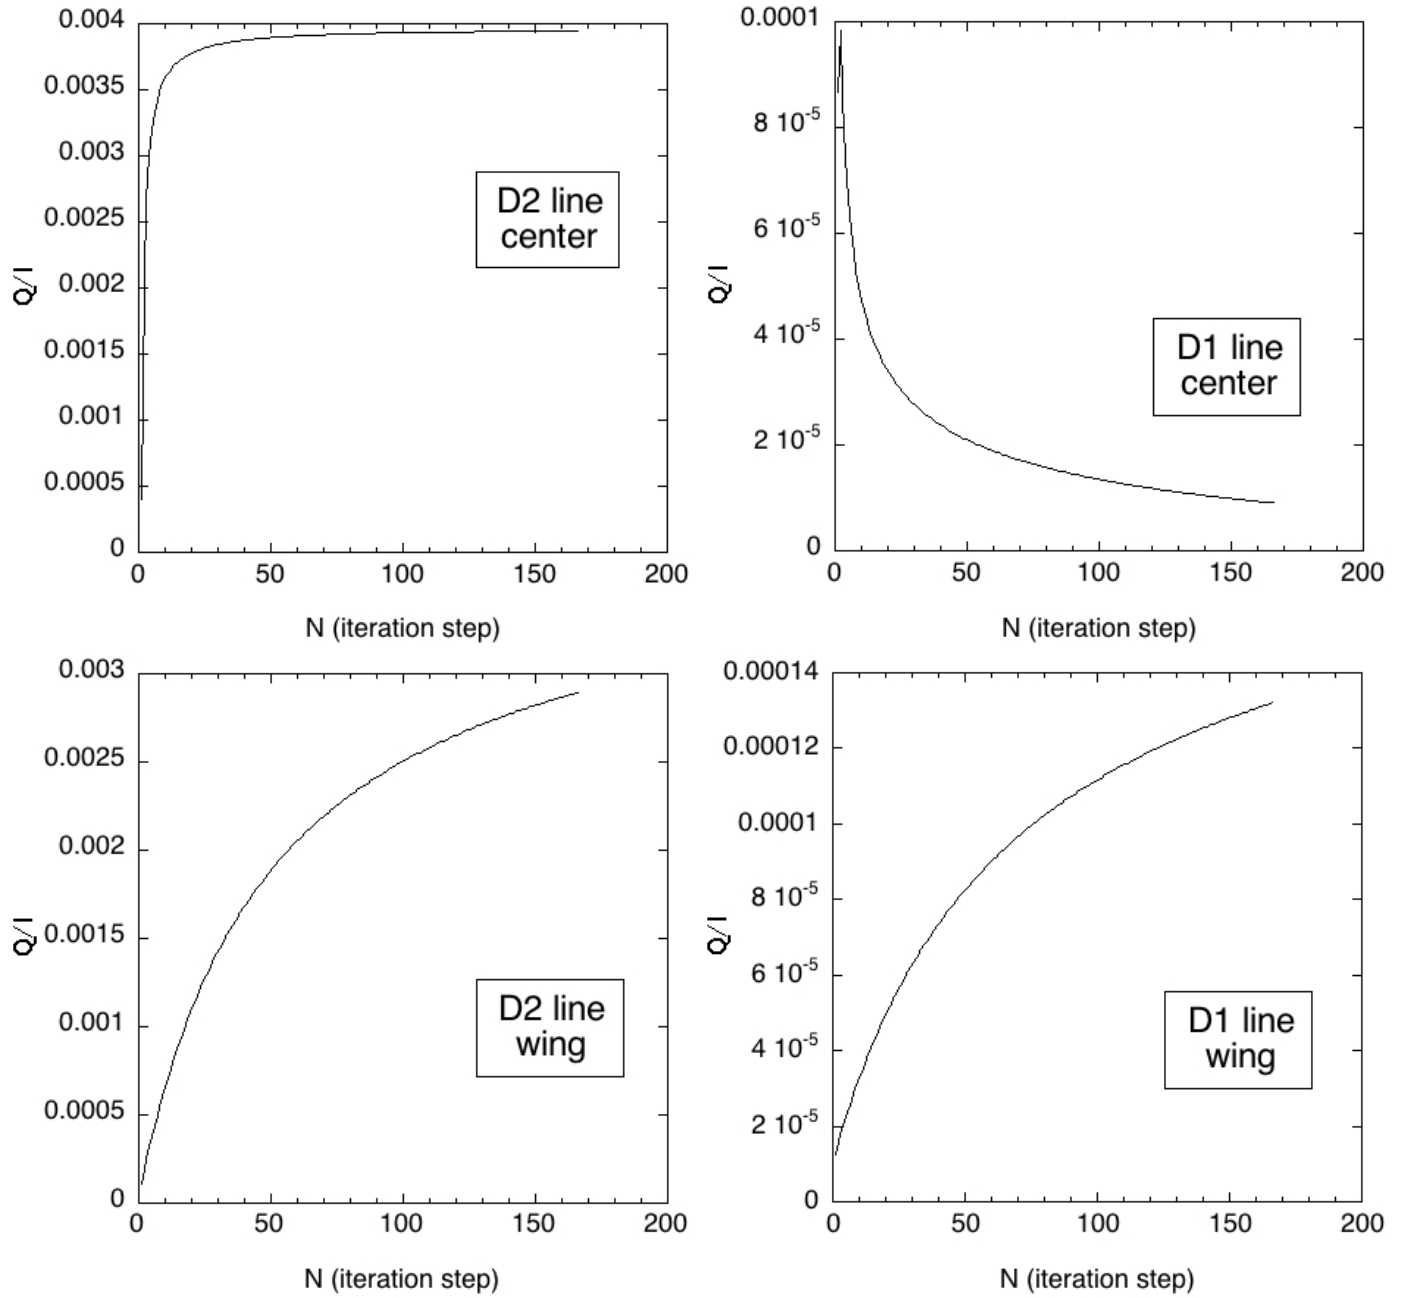 0.004
0.0035
0.003
0.0025
0.002
0.0015
0.001
0.0005
0
Q/I
D2 line
center
0 50 100 150 200
N (iteration step)
0.0001
8 10⁻⁵
6 10⁻⁵
4 10⁻⁵
2 10⁻⁵
0
Q/I
D1 line
center
0 50 100 150 200
N (iteration step)
0.003
0.0025
0.002
0.0015
0.001
0.0005
0
Q/I
D2 line
wing
0 50 100 150 200
N (iteration step)
0.00014
0.00012
0.0001
8 10⁻⁵
6 10⁻⁵
4 10⁻⁵
2 10⁻⁵
0
Q/I
D1 line
wing
0 50 100 150 200
N (iteration step)